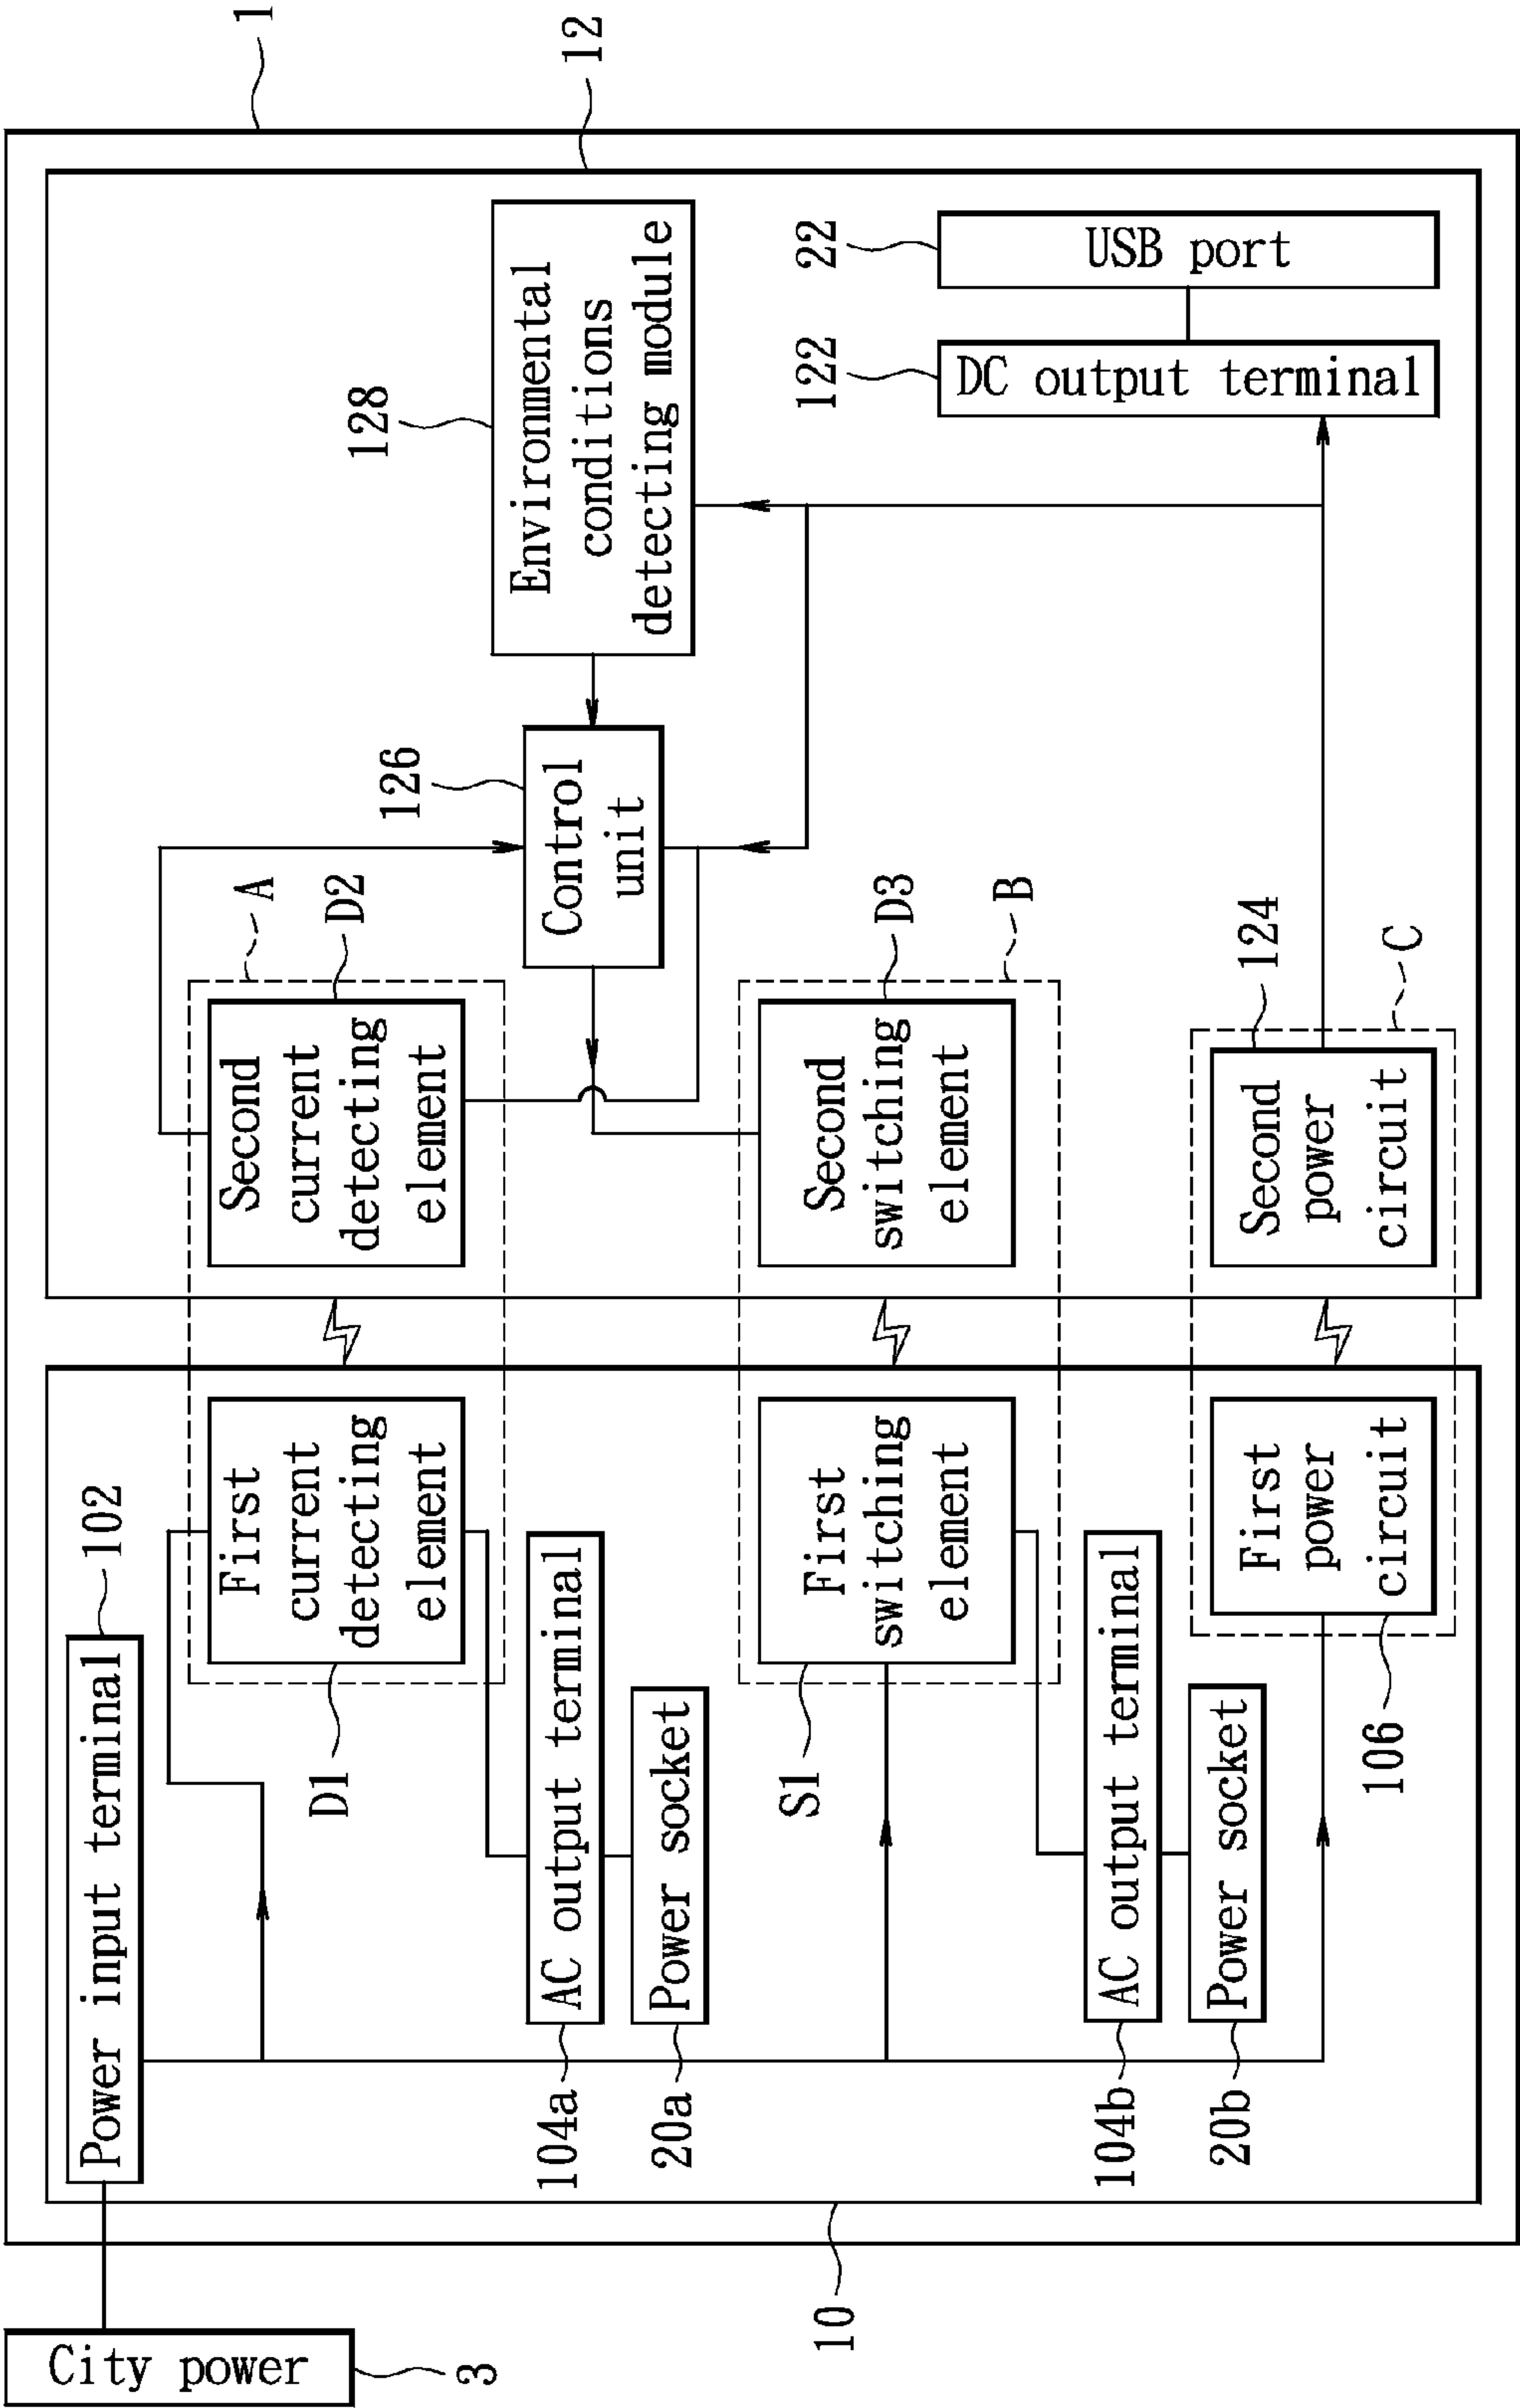 City power
3
10
1
12
Power input terminal
102
First
current
detecting
element
D1
AC output terminal
104a
Power socket
20a
First
switching
element
S1
AC output terminal
104b
Power socket
20b
First
power
circuit
106
A
Second
current
detecting
element
D2
Control
unit
126
Environmental
conditions
detecting module
128
Second
switching
element
D3
B
Second
power
circuit
124
C
DC output terminal
122
USB port
22